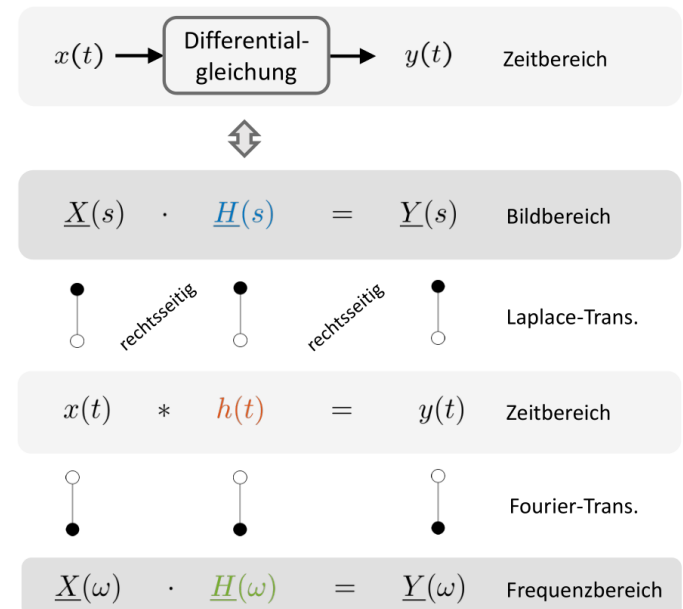 x(t) Differential-gleichung y(t) Zeitbereich
X(s) · H(s) = Y(s) Bildbereich
rechtsseitig rechtsseitig Laplace-Trans.
x(t) * h(t) = y(t) Zeitbereich
Fourier-Trans.
X(ω) · H(ω) = Y(ω) Frequenzbereich